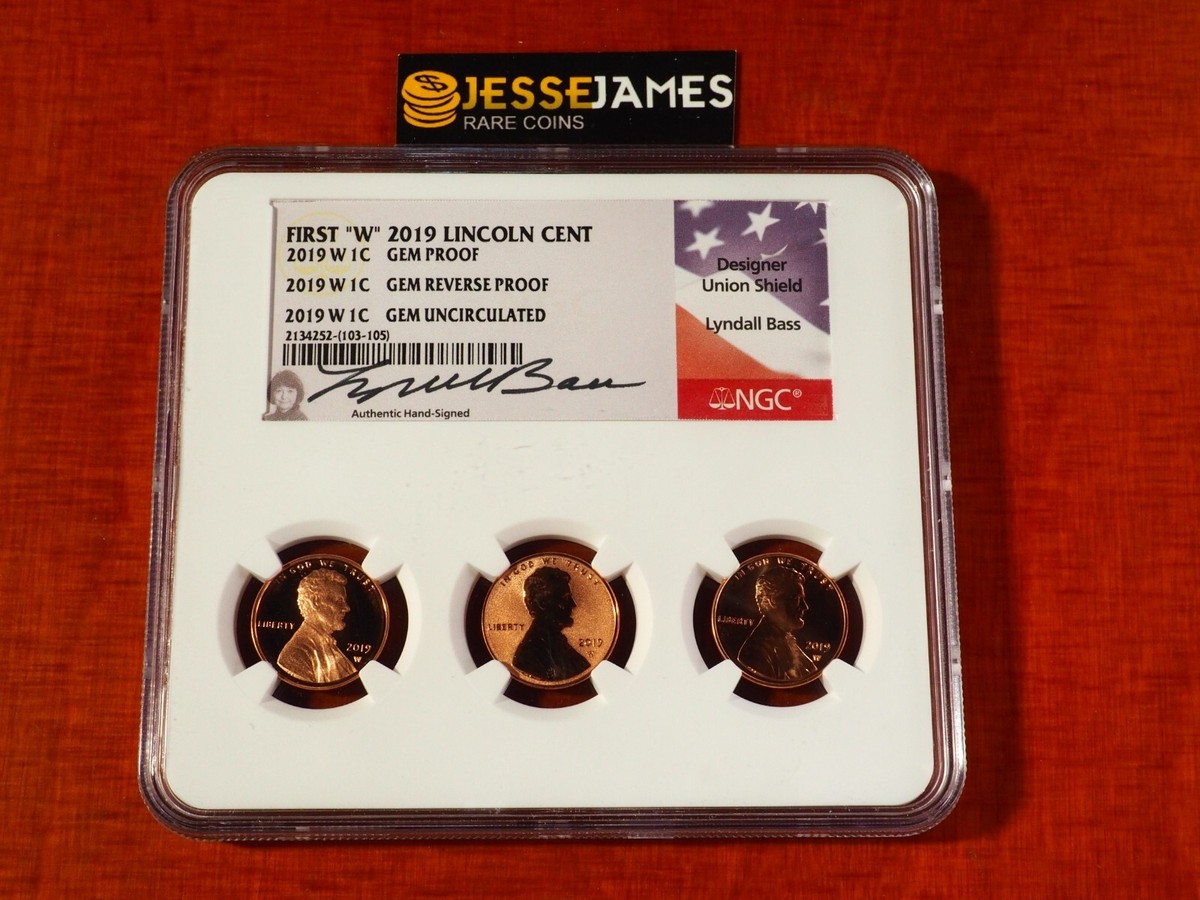 JESSEJAMES
RARE COINS
FIRST "W" 2019 LINCOLN CENT
2019 W 1C GEM PROOF
2019 W 1C GEM REVERSE PROOF
2019 W 1C GEM UNCIRCULATED
2134252-(103-105)
Lyndall Bass
Authentic Hand-Signed
Designer
Union Shield
Lyndall Bass
NGC®
IN GOD WE TRUST
LIBERTY
2019
W
IN GOD WE TRUST
LIBERTY
2019
W
IN GOD WE TRUST
LIBERTY
2019
W